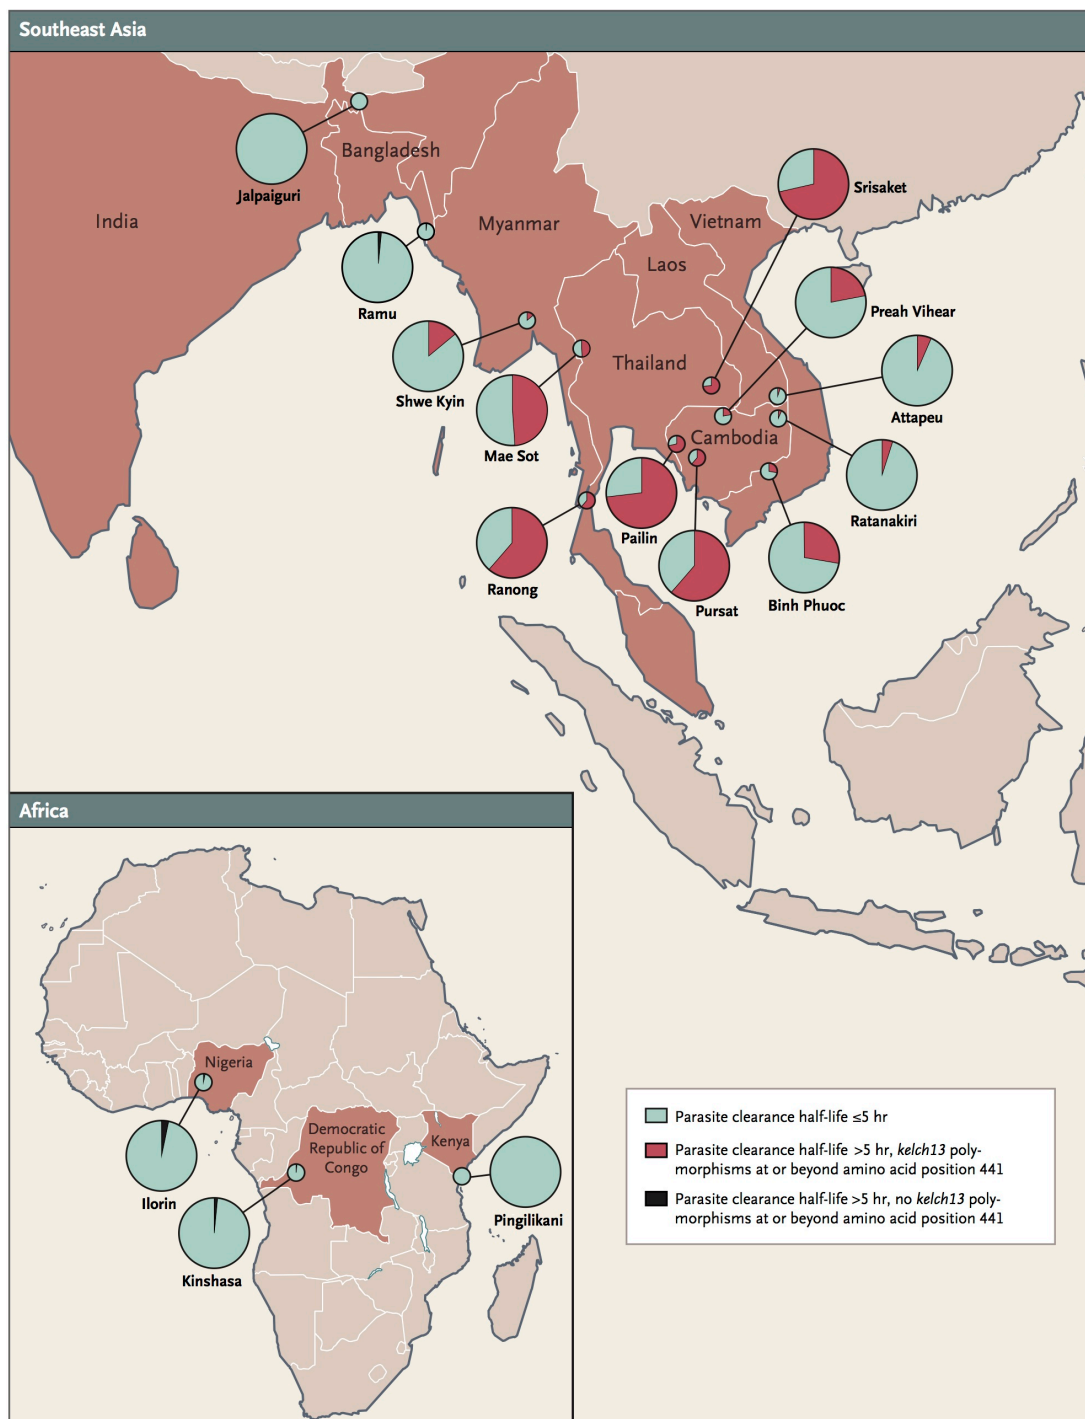 Southeast Asia
Jalpaiguri
Bangladesh
India
Myanmar
Vietnam
Laos
Srisaket
Ramu
Preah Vihear
Thailand
Shwe Kyin
Attapeu
Mae Sot
Cambodia
Ratanakiri
Pailin
Ranong
Pursat
Binh Phuoc
Africa
Nigeria
Democratic
Republic of
Congo
Kenya
Ilorin
Pingilikani
Kinshasa
Parasite clearance half-life ≤5 hr
Parasite clearance half-life >5 hr, kelch13 poly-
morphisms at or beyond amino acid position 441
Parasite clearance half-life >5 hr, no kelch13 poly-
morphisms at or beyond amino acid position 441